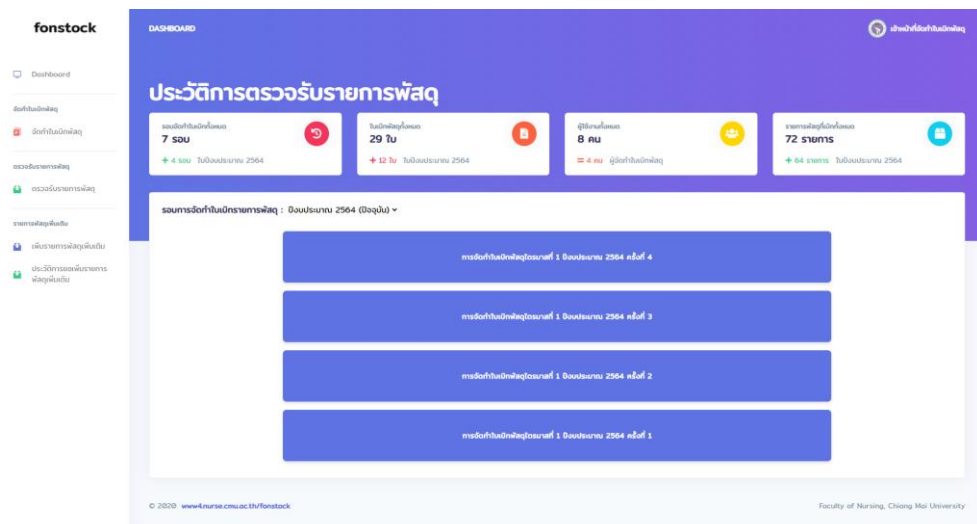 fonstock
DASHBOARD
เจ้าหน้าที่จัดทำใบเบิกพัสดุ
Dashboard
จัดทำใบเบิกพัสดุ
จัดทำใบเบิกพัสดุ
ตรวจรับรายการพัสดุ
ตรวจรับรายการพัสดุ
รายการพัสดุเพิ่มเติม
เพิ่มรายการพัสดุเพิ่มเติม
ประวัติการขอเพิ่มรายการ
พัสดุเพิ่มเติม
ประวัติการตรวจรับรายการพัสดุ
รอบจัดทำใบเบิกทั้งหมด
7 รอบ
+ 4 รอบ ในปีงบประมาณ 2564
ใบเบิกพัสดุทั้งหมด
29 ใบ
+ 12 ใบ ในปีงบประมาณ 2564
ผู้ใช้งานทั้งหมด
8 คน
= 4 คน ผู้จัดทำใบเบิกพัสดุ
รายการพัสดุที่เบิกทั้งหมด
72 รายการ
+ 64 รายการ ในปีงบประมาณ 2564
รอบการจัดทำใบเบิกรายการพัสดุ : ปีงบประมาณ 2564 (ปัจจุบัน)
การจัดทำใบเบิกพัสดุไตรมาสที่ 1 ปีงบประมาณ 2564 ครั้งที่ 4
การจัดทำใบเบิกพัสดุไตรมาสที่ 1 ปีงบประมาณ 2564 ครั้งที่ 3
การจัดทำใบเบิกพัสดุไตรมาสที่ 1 ปีงบประมาณ 2564 ครั้งที่ 2
การจัดทำใบเบิกพัสดุไตรมาสที่ 1 ปีงบประมาณ 2564 ครั้งที่ 1
© 2020 www4.nurse.cmu.ac.th/fonstock
Faculty of Nursing, Chiang Mai University